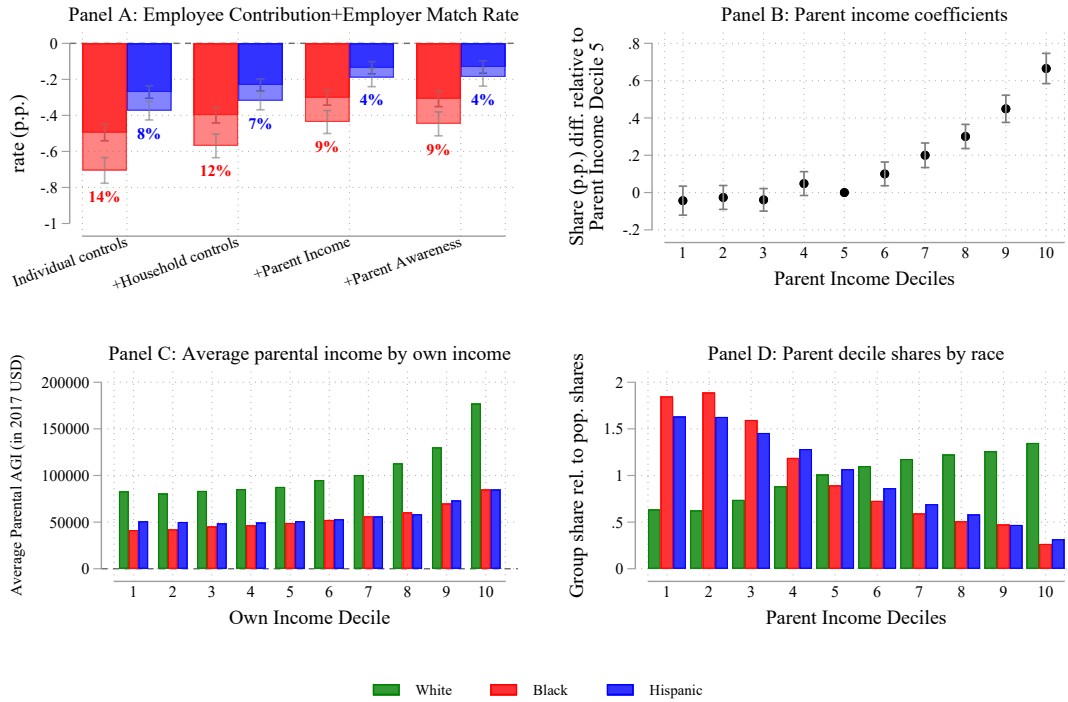 Panel A: Employee Contribution+Employer Match Rate
rate (p.p.)
0
-.2
-.4
-.6
-.8
-1
14%
8%
12%
7%
9%
4%
9%
4%
Individual controls
+Household controls
+Parent Income
+Parent Awareness
Panel B: Parent income coefficients
Share (p.p.) diff. relative to
Parent Income Decile 5
.8
.6
.4
.2
0
-.2
1 2 3 4 5 6 7 8 9 10
Parent Income Deciles
Panel C: Average parental income by own income
Average Parental AGI (in 2017 USD)
200000
150000
100000
50000
0
1 2 3 4 5 6 7 8 9 10
Own Income Decile
Panel D: Parent decile shares by race
Group share rel. to pop. shares
2
1.5
1
.5
0
1 2 3 4 5 6 7 8 9 10
Parent Income Deciles
White Black Hispanic